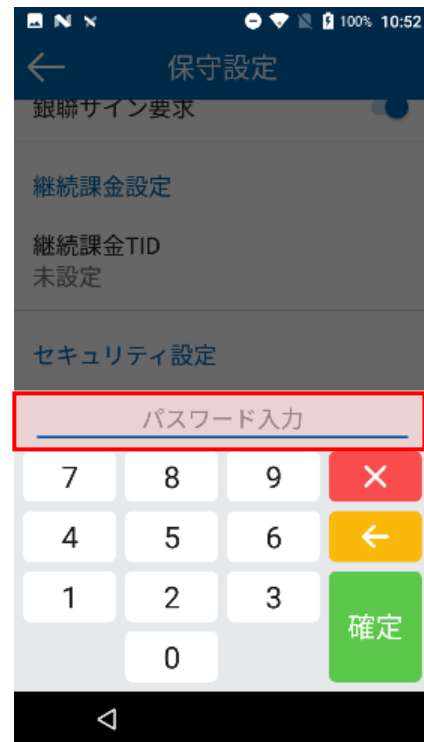 100% 10:52
保守設定
銀聯サイン要求
継続課金設定
継続課金TID
未設定
セキュリティ設定
パスワード入力
7 8 9
4 5 6
1 2 3
確定
0